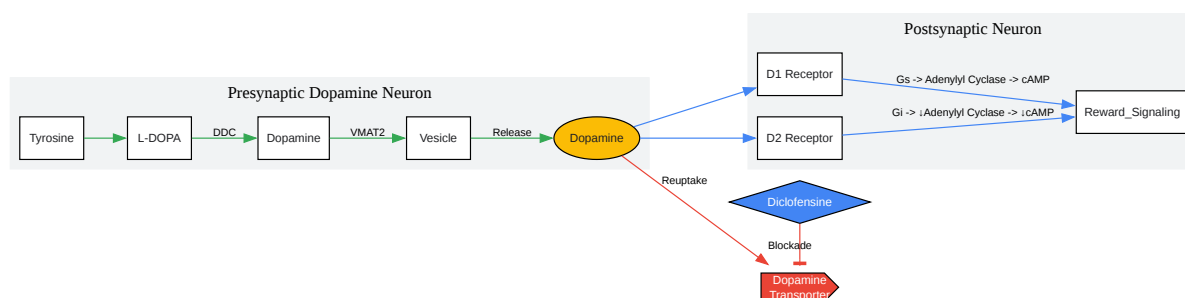 Postsynaptic Neuron
D1 Receptor
Gs -> Adenylyl Cyclase -> cAMP
Presynaptic Dopamine Neuron
Reward_Signaling
Gi -> ↓Adenylyl Cyclase -> ↓cAMP
Tyrosine
L-DOPA
DDC
Dopamine
VMAT2
Vesicle
Release
Dopamine
D2 Receptor
Reuptake
Diclofensine
Blockade
Dopamine
Transporter